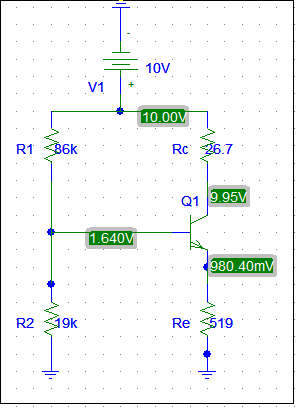 -
10V
V1
+
10.00V
R1
86k
Rc
26.7
9.95V
Q1
1.640V
980.40mV
R2
19k
Re
519